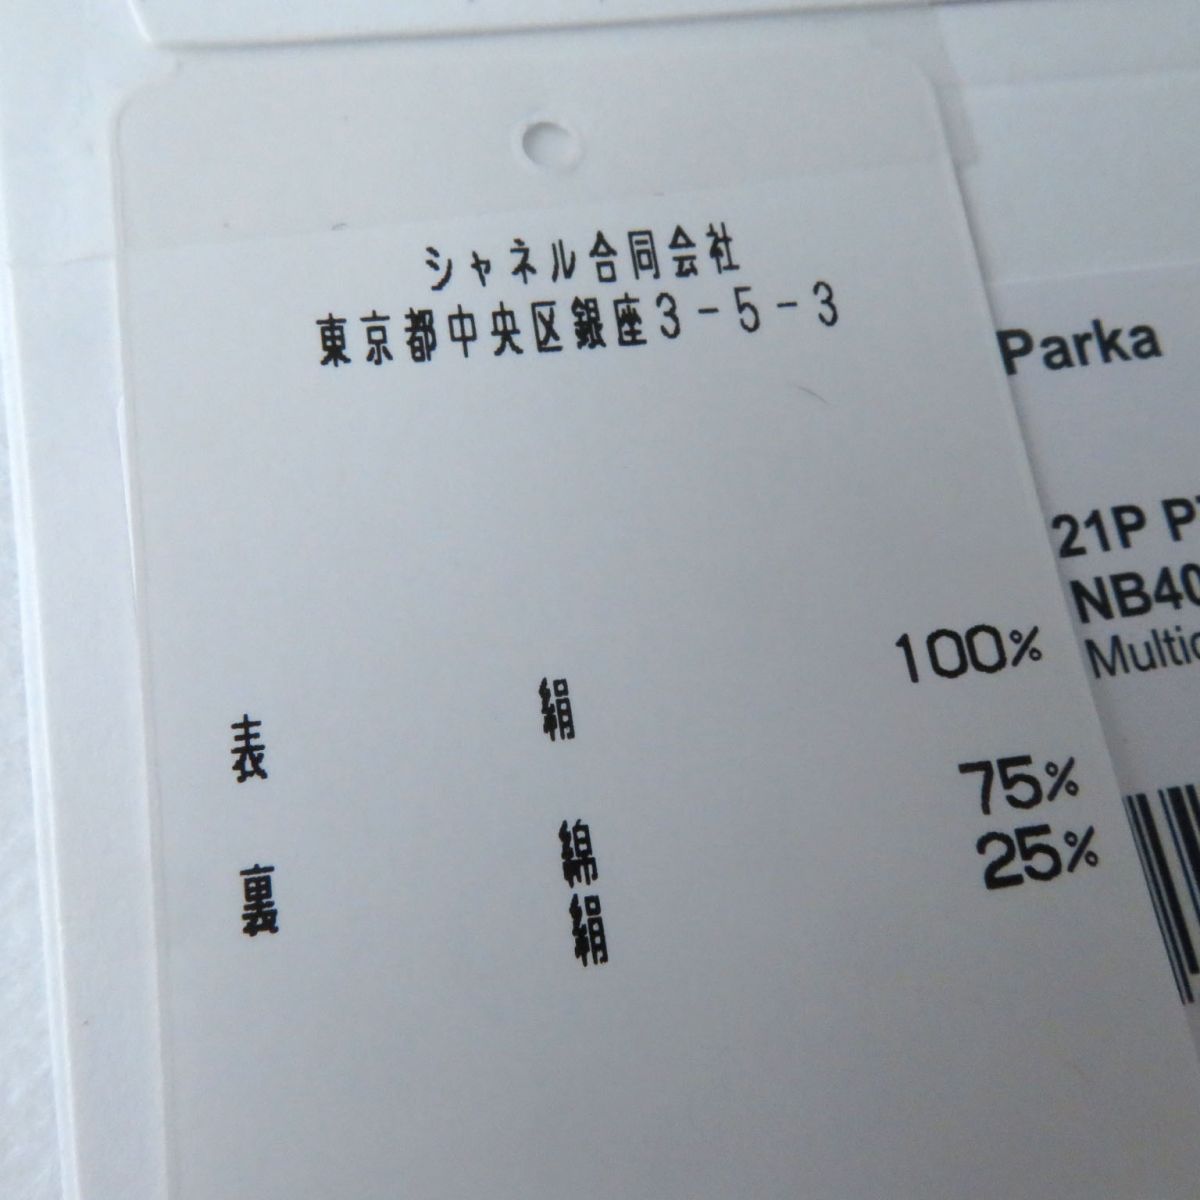 シャネル合同会社
東京都中央区銀座3-5-3
表 絹 100%
裏 綿 75%
絹 25%
Parka
21P
NB40